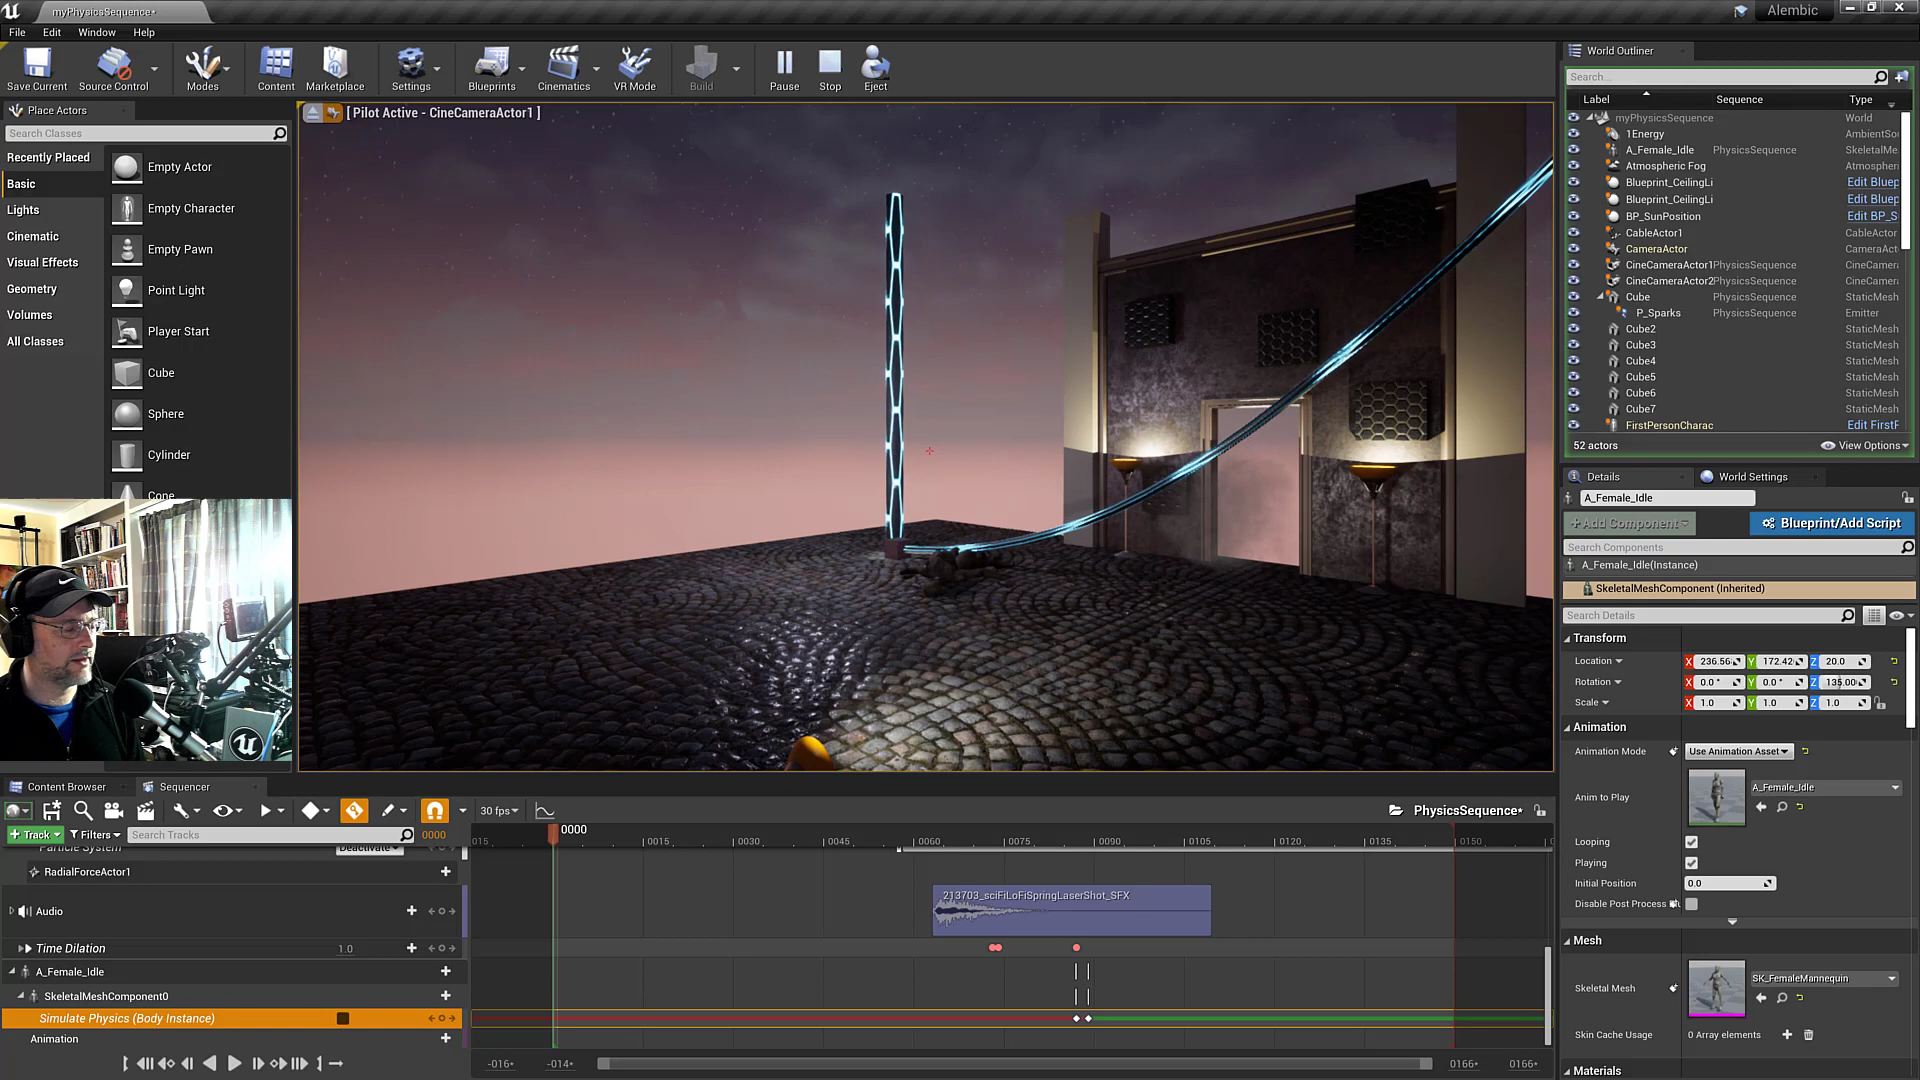 myPhysicsSequence*
Alembic
File Edit Window Help
Save Current
Source Control
Modes
Content
Marketplace
Settings
Blueprints
Cinematics
VR Mode
Build
Pause
Stop
Eject
Place Actors
Search Classes
Recently Placed
Basic
Lights
Cinematic
Visual Effects
Geometry
Volumes
All Classes
Empty Actor
Empty Character
Empty Pawn
Point Light
Player Start
Cube
Sphere
Cylinder
Cone
[ Pilot Active - CineCameraActor1 ]
World Outliner
Search...
Label Sequence Type
myPhysicsSequence World
1Energy AmbientSou
A_Female_Idle PhysicsSequence SkeletalMe
Atmospheric Fog Atmospheri
Blueprint_CeilingLi Edit Bluep
Blueprint_CeilingLi Edit Bluep
BP_SunPosition Edit BP_S
CableActor1 CableActor
CameraActor CameraAct
CineCameraActor1 PhysicsSequence CineCamera
CineCameraActor2 PhysicsSequence CineCamera
Cube PhysicsSequence StaticMesh
P_Sparks PhysicsSequence Emitter
Cube2 StaticMesh
Cube3 StaticMesh
Cube4 StaticMesh
Cube5 StaticMesh
Cube6 StaticMesh
Cube7 StaticMesh
FirstPersonCharac Edit FirstF
52 actors View Options
Details World Settings
A_Female_Idle
+Add Component Blueprint/Add Script
Search Components
A_Female_Idle(Instance)
SkeletalMeshComponent (Inherited)
Search Details
Transform
Location X 236.56 Y 172.42 Z 20.0
Rotation X 0.0 ° Y 0.0 ° Z 135.00
Scale X 1.0 Y 1.0 Z 1.0
Animation
Animation Mode Use Animation Asset
Anim to Play A_Female_Idle
Looping
Playing
Initial Position 0.0
Disable Post Process
Mesh
Skeletal Mesh SK_FemaleMannequin
Skin Cache Usage 0 Array elements
Materials
Content Browser Sequencer
30 fps PhysicsSequence*
+ Track Filters Search Tracks 0000
0000
015 0015 0030 0045 0060 0075 0090 0105 0120 0135 0150
Particle System Deactivate
RadialForceActor1
213703_sciFiLoFiSpringLaserShot_SFX
Audio
Time Dilation 1.0
A_Female_Idle
SkeletalMeshComponent0
Simulate Physics (Body Instance)
Animation
-016+ -014+ 0166+ 0166+